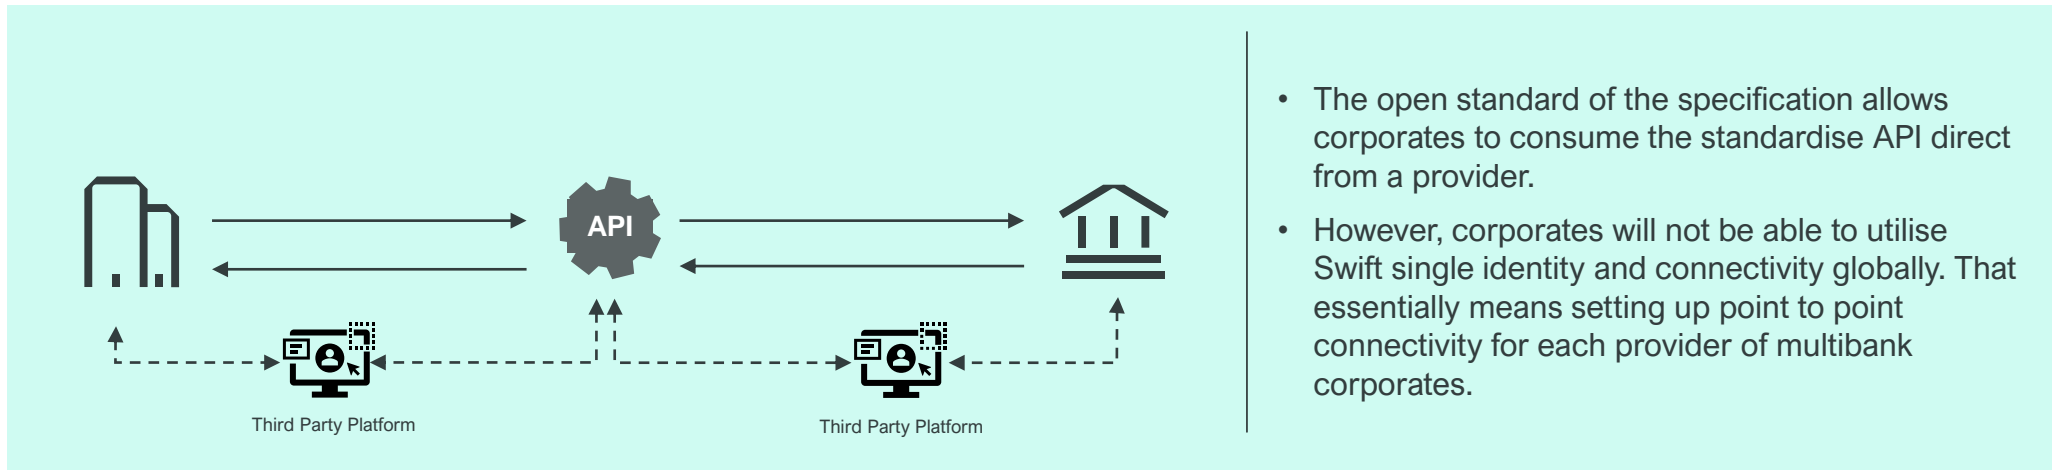 API
Third Party Platform
Third Party Platform
• The open standard of the specification allows
corporates to consume the standardise API direct
from a provider.
• However, corporates will not be able to utilise
Swift single identity and connectivity globally. That
essentially means setting up point to point
connectivity for each provider of multibank
corporates.